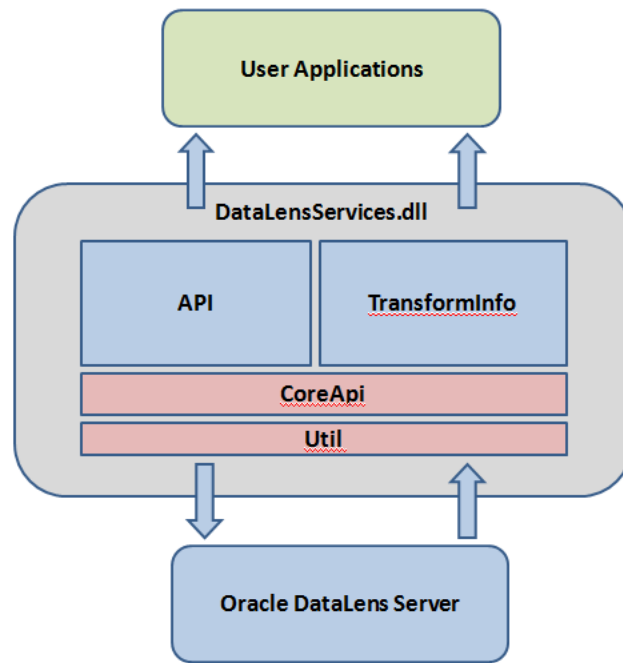 User Applications
DataLensServices.dll
API
TransformInfo
CoreApi
Util
Oracle DataLens Server